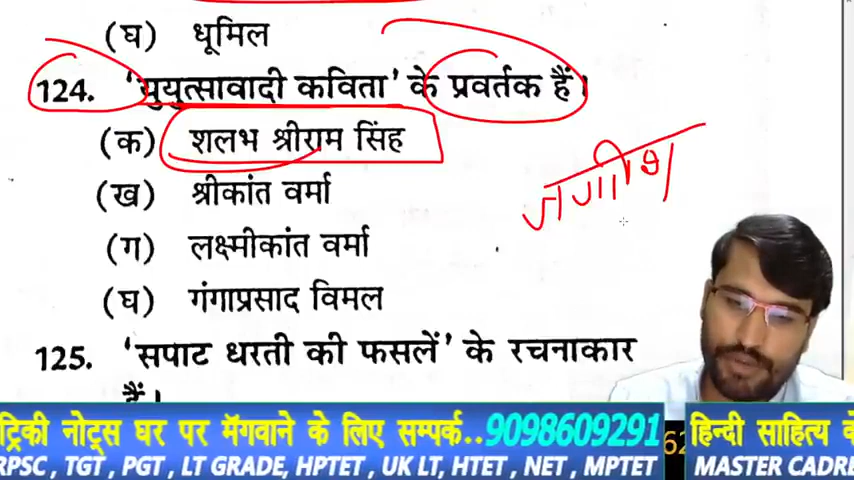 (घ) धूमिल
124. 'युयुत्सावादी कविता' के प्रवर्तक हैं।
(क) शलभ श्रीराम सिंह
(ख) श्रीकांत वर्मा
(ग) लक्ष्मीकांत वर्मा
(घ) गंगाप्रसाद विमल
125. 'सपाट धरती की फसलें' के रचनाकार
हैं।
ट्रिकी नोट्स घर पर मॅगवाने के लिए सम्पर्क..9098609291
62
हिन्दी साहित्य के
RPSC, TGT , PGT , LT GRADE, HPTET , UK LT, HTET , NET , MPTET
MASTER CADRE